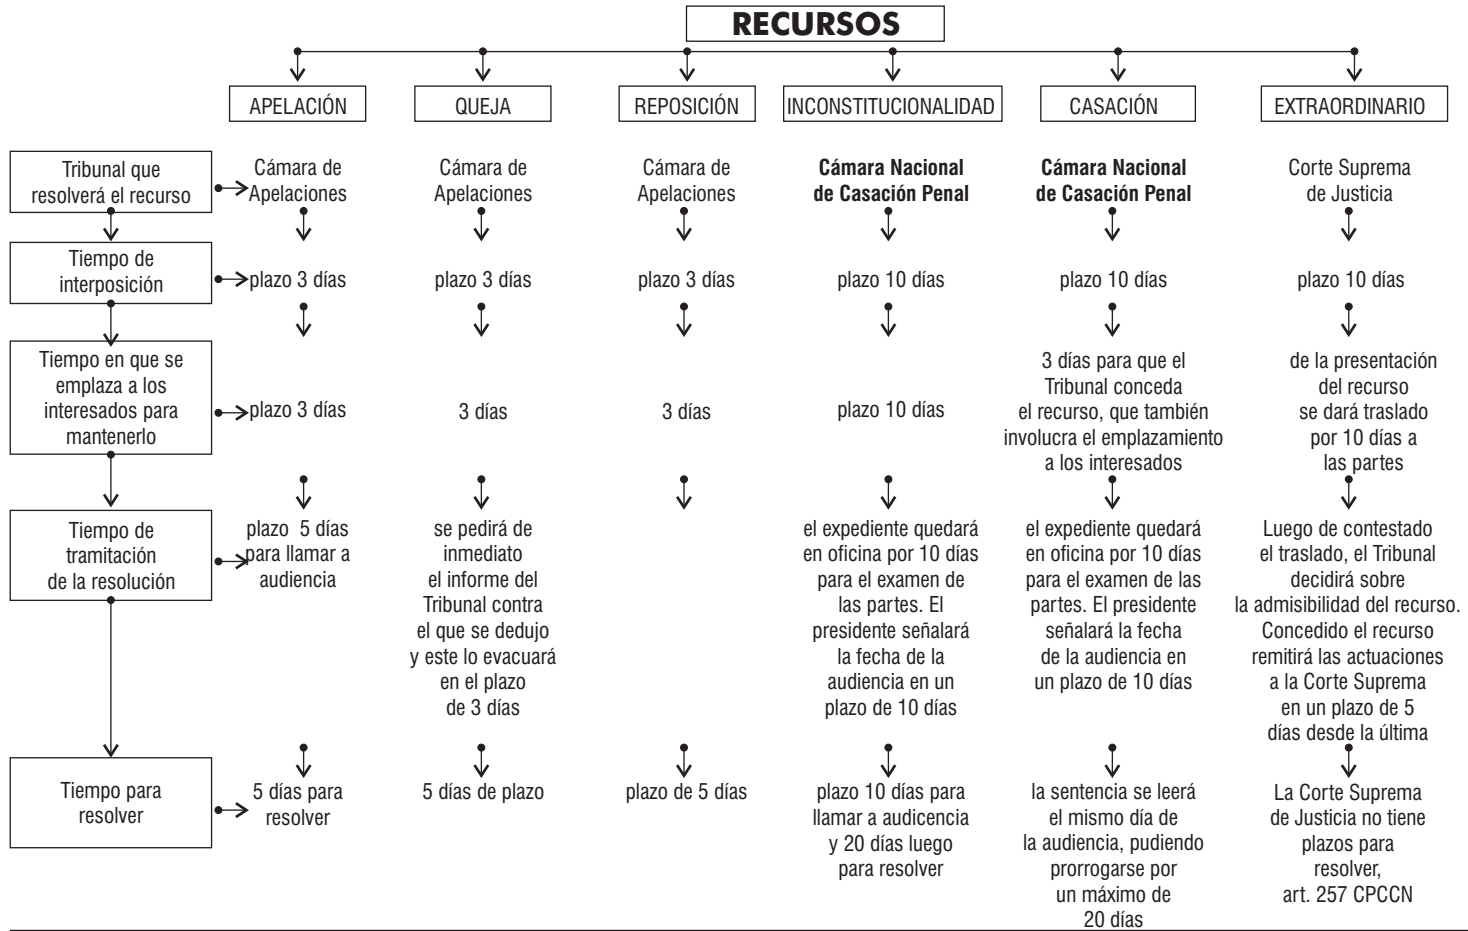 RECURSOS
APELACIÓN
QUEJA
REPOSICIÓN
INCONSTITUCIONALIDAD
CASACIÓN
EXTRAORDINARIO
Tribunal que
resolverá el recurso
Cámara de
Apelaciones
Cámara de
Apelaciones
Cámara de
Apelaciones
Cámara Nacional
de Casación Penal
Cámara Nacional
de Casación Penal
Corte Suprema
de Justicia
Tiempo de
interposición
plazo 3 días
plazo 3 días
plazo 3 días
plazo 10 días
plazo 10 días
plazo 10 días
Tiempo en que se
emplaza a los
interesados para
mantenerlo
plazo 3 días
3 días
3 días
plazo 10 días
3 días para que el
Tribunal conceda
el recurso, que también
involucra el emplazamiento
a los interesados
de la presentación
del recurso
se dará traslado
por 10 días a
las partes
Tiempo de
tramitación
de la resolución
plazo 5 días
para llamar a
audiencia
se pedirá de
inmediato
el informe del
Tribunal contra
el que se dedujo
y este lo evacuará
en el plazo
de 3 días
el expediente quedará
en oficina por 10 días
para el examen de
las partes. El
presidente señalará
la fecha de la
audiencia en un
plazo de 10 días
el expediente quedará
en oficina por 10 días
para el examen de las
partes. El presidente
señalará la fecha
de la audiencia en
un plazo de 10 días
Luego de contestado
el traslado, el Tribunal
decidirá sobre
la admisibilidad del recurso.
Concedido el recurso
remitirá las actuaciones
a la Corte Suprema
en un plazo de 5
días desde la última
Tiempo para
resolver
5 días para
resolver
5 días de plazo
plazo de 5 días
plazo 10 días para
llamar a audicencia
y 20 días luego
para resolver
la sentencia se leerá
el mismo día de
la audiencia, pudiendo
prorrogarse por
un máximo de
20 días
La Corte Suprema
de Justicia no tiene
plazos para
resolver,
art. 257 CPCCN